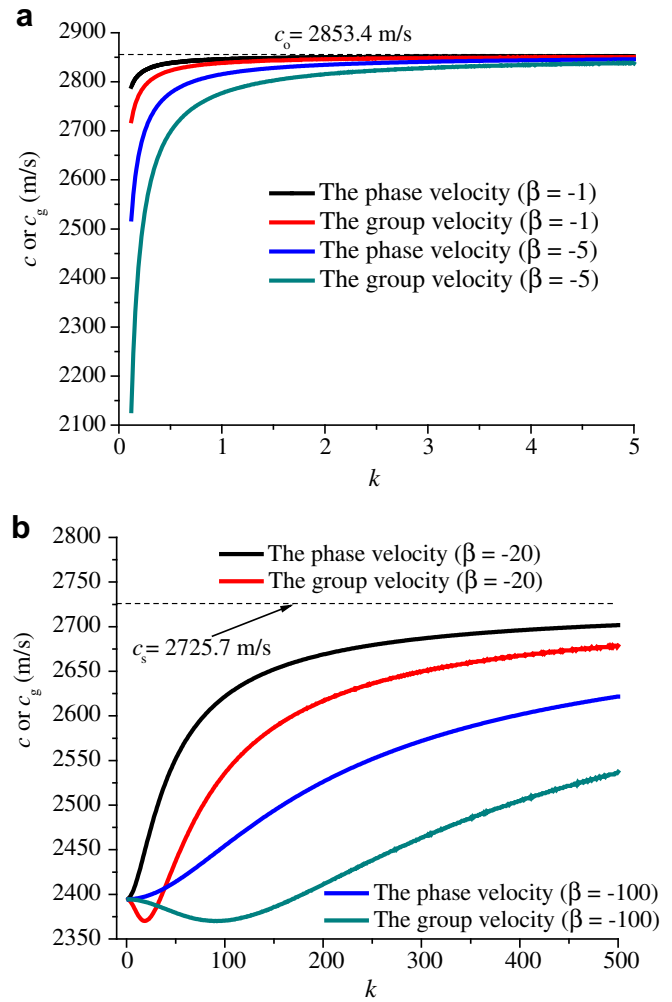 a
2900
2800
2700
2600
2500
2400
2300
2200
2100
c or c_g (m/s)
c_o= 2853.4 m/s
The phase velocity (β = -1)
The group velocity (β = -1)
The phase velocity (β = -5)
The group velocity (β = -5)
0 1 2 3 4 5
k
b
2800
2750
2700
2650
2600
2550
2500
2450
2400
2350
c or c_g (m/s)
The phase velocity (β = -20)
The group velocity (β = -20)
c_s= 2725.7 m/s
The phase velocity (β = -100)
The group velocity (β = -100)
0 100 200 300 400 500
k